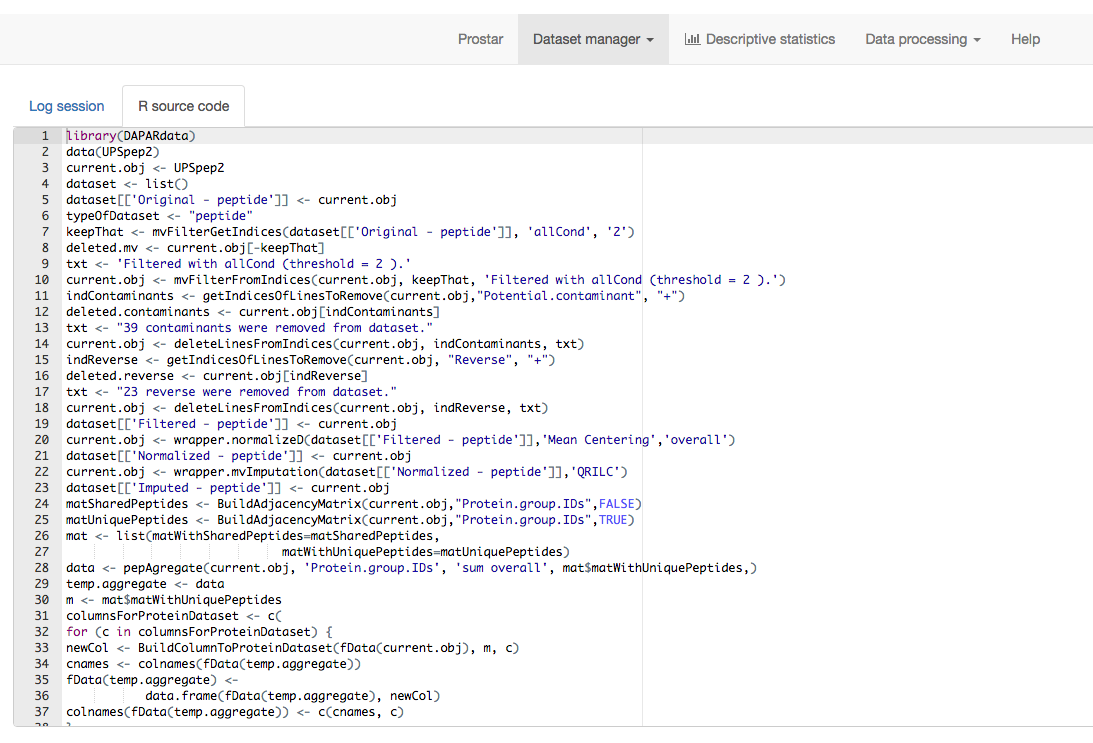 Prostar Dataset manager Descriptive statistics Data processing Help
Log session R source code
1 library(DAPARdata)
2 data(UPSpep2)
3 current.obj <- UPSpep2
4 dataset <- list()
5 dataset[['Original - peptide']] <- current.obj
6 typeOfDataset <- "peptide"
7 keepThat <- mvFilterGetIndices(dataset[['Original - peptide']], 'allCond', '2')
8 deleted.mv <- current.obj[-keepThat]
9 txt <- 'Filtered with allCond (threshold = 2 ).'
10 current.obj <- mvFilterFromIndices(current.obj, keepThat, 'Filtered with allCond (threshold = 2 ).')
11 indContaminants <- getIndicesOfLinesToRemove(current.obj,"Potential.contaminant", "+")
12 deleted.contaminants <- current.obj[indContaminants]
13 txt <- "39 contaminants were removed from dataset."
14 current.obj <- deleteLinesFromIndices(current.obj, indContaminants, txt)
15 indReverse <- getIndicesOfLinesToRemove(current.obj, "Reverse", "+")
16 deleted.reverse <- current.obj[indReverse]
17 txt <- "23 reverse were removed from dataset."
18 current.obj <- deleteLinesFromIndices(current.obj, indReverse, txt)
19 dataset[['Filtered - peptide']] <- current.obj
20 current.obj <- wrapper.normalizeD(dataset[['Filtered - peptide']],'Mean Centering','overall')
21 dataset[['Normalized - peptide']] <- current.obj
22 current.obj <- wrapper.mvImputation(dataset[['Normalized - peptide']],'QRILC')
23 dataset[['Imputed - peptide']] <- current.obj
24 matSharedPeptides <- BuildAdjacencyMatrix(current.obj,"Protein.group.IDs",FALSE)
25 matUniquePeptides <- BuildAdjacencyMatrix(current.obj,"Protein.group.IDs",TRUE)
26 mat <- list(matWithSharedPeptides=matSharedPeptides,
27 matWithUniquePeptides=matUniquePeptides)
28 data <- pepAgregate(current.obj, 'Protein.group.IDs', 'sum overall', mat$matWithUniquePeptides,)
29 temp.aggregate <- data
30 m <- mat$matWithUniquePeptides
31 columnsForProteinDataset <- c(
32 for (c in columnsForProteinDataset) {
33 newCol <- BuildColumnToProteinDataset(fData(current.obj), m, c)
34 cnames <- colnames(fData(temp.aggregate))
35 fData(temp.aggregate) <-
36 data.frame(fData(temp.aggregate), newCol)
37 colnames(fData(temp.aggregate)) <- c(cnames, c)